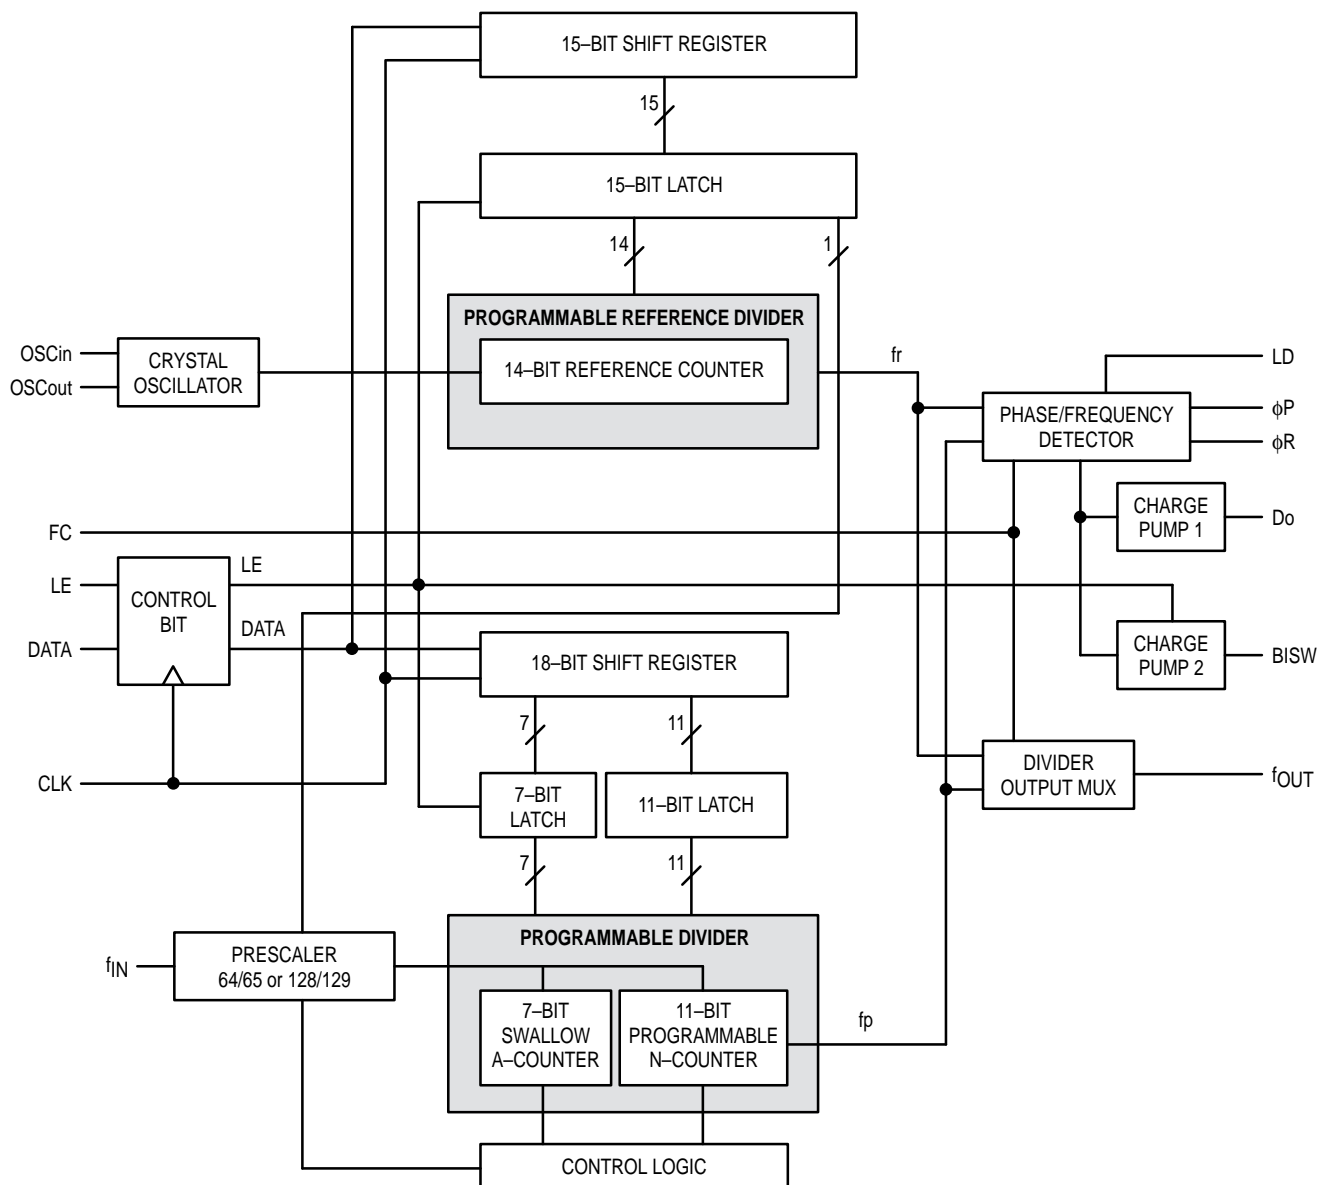 15–BIT SHIFT REGISTER
15
15–BIT LATCH
14
1
PROGRAMMABLE REFERENCE DIVIDER
14–BIT REFERENCE COUNTER
OSCin
OSCout
CRYSTAL
OSCILLATOR
fr
LD
PHASE/FREQUENCY
DETECTOR
ϕP
ϕR
CHARGE
PUMP 1
Do
FC
LE
DATA
CONTROL
BIT
LE
DATA
18–BIT SHIFT REGISTER
CHARGE
PUMP 2
BISW
7
11
CLK
7–BIT
LATCH
11–BIT LATCH
DIVIDER
OUTPUT MUX
fOUT
7
11
PROGRAMMABLE DIVIDER
fIN
PRESCALER
64/65 or 128/129
7–BIT
SWALLOW
A–COUNTER
11–BIT
PROGRAMMABLE
N–COUNTER
fp
CONTROL LOGIC